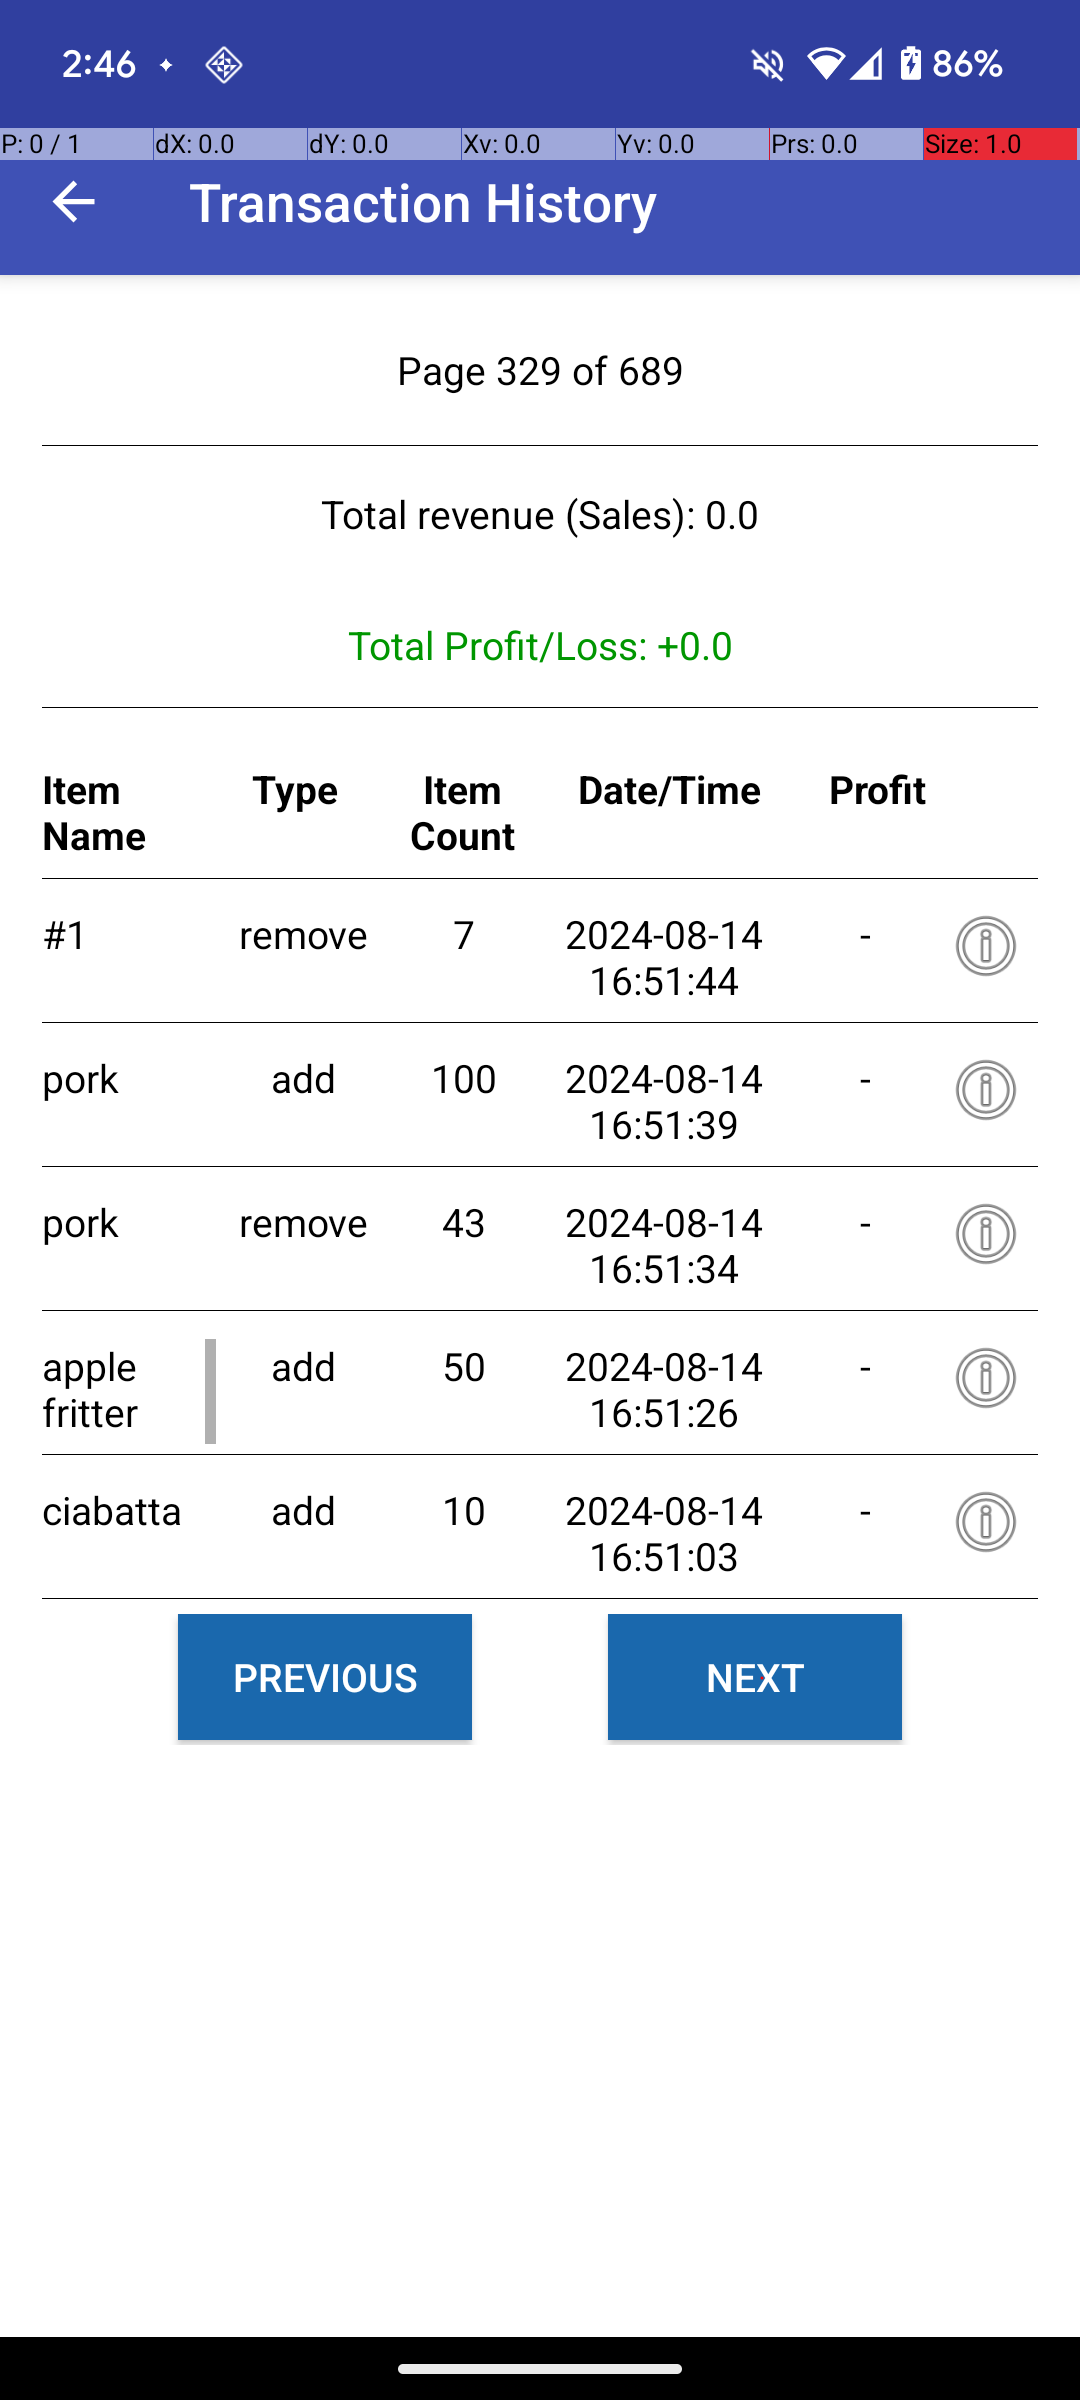 2:46 86%
P: 0 / 1 dX: 0.0 dY: 0.0 Xv: 0.0 Yv: 0.0 Prs: 0.0 Size: 1.0
Transaction History
Page 329 of 689
Total revenue (Sales): 0.0
Total Profit/Loss: +0.0
Item Name Type Item Count Date/Time Profit
#1 remove 7 2024-08-14 16:51:44 -
pork add 100 2024-08-14 16:51:39 -
pork remove 43 2024-08-14 16:51:34 -
apple fritter add 50 2024-08-14 16:51:26 -
ciabatta add 10 2024-08-14 16:51:03 -
PREVIOUS NEXT